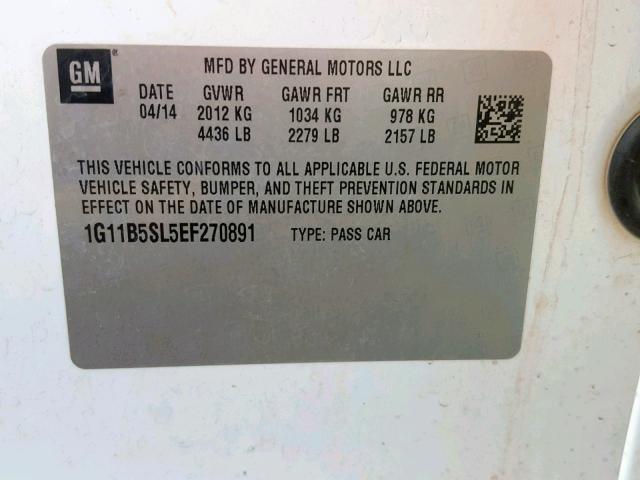 GM
MFD BY GENERAL MOTORS LLC
DATE GVWR GAWR FRT GAWR RR
04/14 2012 KG 1034 KG 978 KG
4436 LB 2279 LB 2157 LB
THIS VEHICLE CONFORMS TO ALL APPLICABLE U.S. FEDERAL MOTOR
VEHICLE SAFETY, BUMPER, AND THEFT PREVENTION STANDARDS IN
EFFECT ON THE DATE OF MANUFACTURE SHOWN ABOVE.
1G11B5SL5EF270891 TYPE: PASS CAR